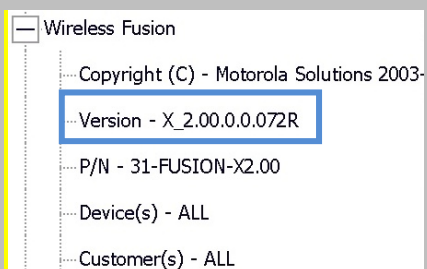 Wireless Fusion
Copyright (C) - Motorola Solutions 2003-
Version - X_2.00.0.0.072R
P/N - 31-FUSION-X2.00
Device(s) - ALL
Customer(s) - ALL